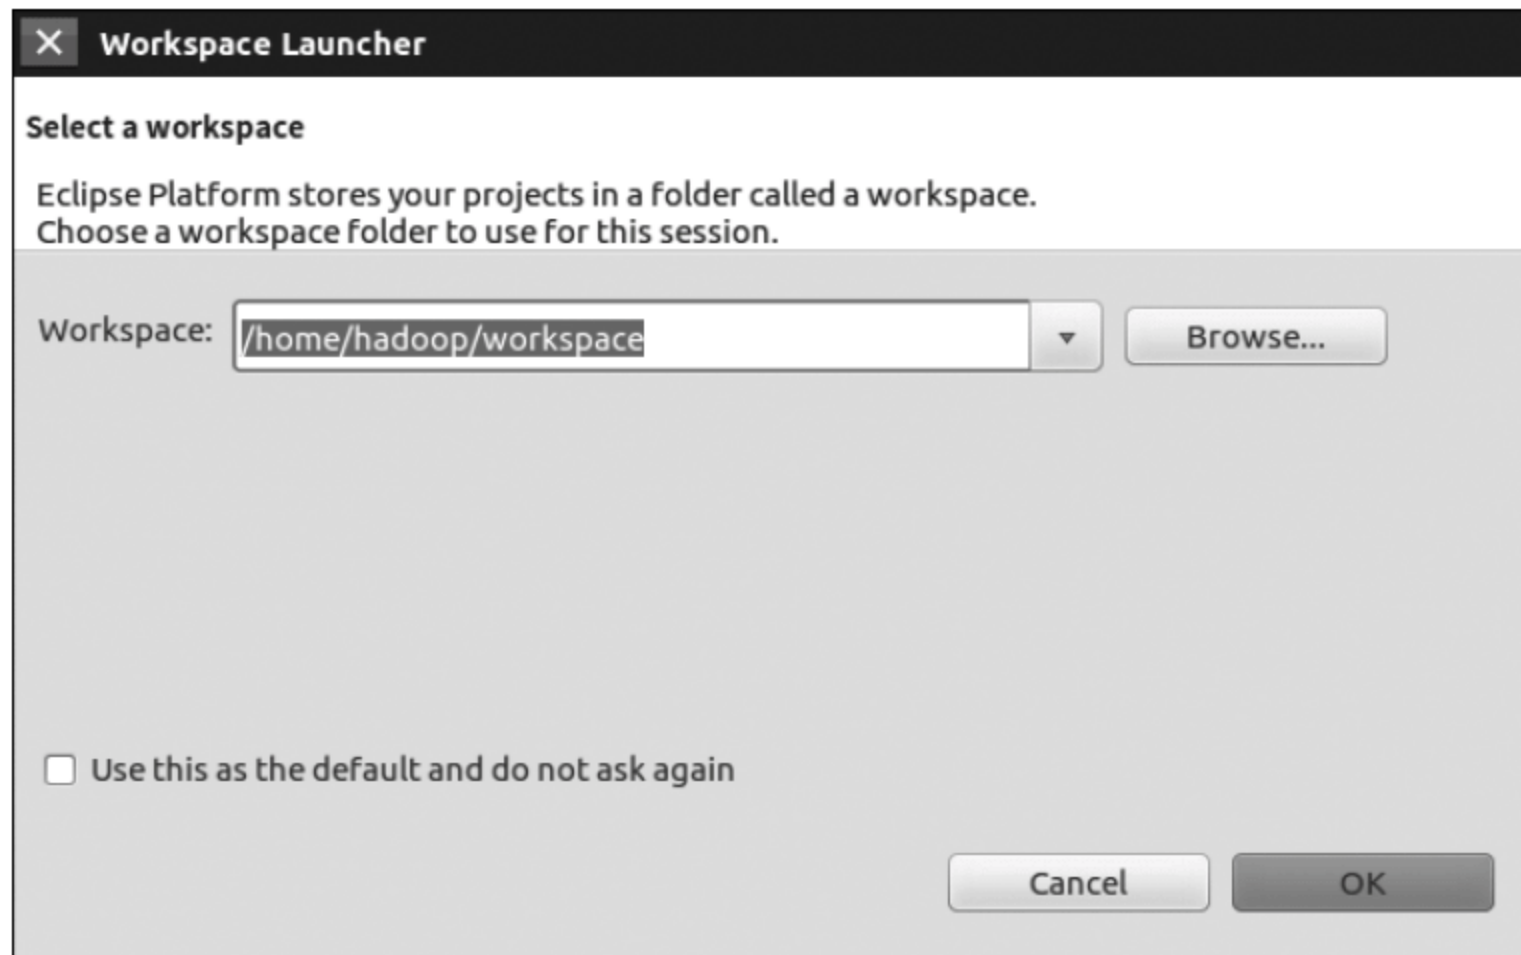 Workspace Launcher
Select a workspace
Eclipse Platform stores your projects in a folder called a workspace.
Choose a workspace folder to use for this session.
Workspace: /home/hadoop/workspace Browse...
Use this as the default and do not ask again
Cancel OK